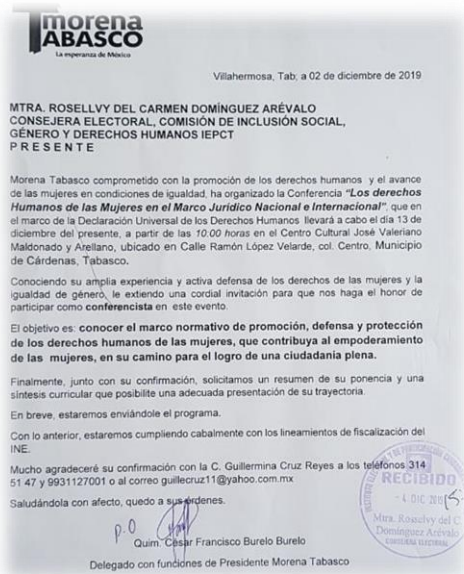 morena
TABASCO
La esperanza de México
Villahermosa, Tab; a 02 de diciembre de 2019
MTRA. ROSELLVY DEL CARMEN DOMÍNGUEZ ARÉVALO
CONSEJERA ELECTORAL, COMISIÓN DE INCLUSIÓN SOCIAL,
GÉNERO Y DERECHOS HUMANOS IEPCT
P R E S E N T E
Morena Tabasco comprometido con la promoción de los derechos humanos y el avance
de las mujeres en condiciones de igualdad, ha organizado la Conferencia "Los derechos
Humanos de las Mujeres en el Marco Jurídico Nacional e Internacional", que en
el marco de la Declaración Universal de los Derechos Humanos llevará a cabo el día 13 de
diciembre del presente, a partir de las 10:00 horas en el Centro Cultural José Valeriano
Maldonado y Arellano, ubicado en Calle Ramón López Velarde, col. Centro, Municipio
de Cárdenas, Tabasco.
Conociendo su amplia experiencia y activa defensa de los derechos de las mujeres y la
igualdad de género, le extiendo una cordial invitación para que nos haga el honor de
participar como conferencista en este evento.
El objetivo es: conocer el marco normativo de promoción, defensa y protección
de los derechos humanos de las mujeres, que contribuya al empoderamiento
de las mujeres, en su camino para el logro de una ciudadanía plena.
Finalmente, junto con su confirmación, solicitamos un resumen de su ponencia y una
síntesis curricular que posibilite una adecuada presentación de su trayectoria.
En breve, estaremos enviándole el programa.
Con lo anterior, estaremos cumpliendo cabalmente con los lineamientos de fiscalización del
INE.
Mucho agradeceré su confirmación con la C. Guillermina Cruz Reyes a los teléfonos 314
51 47 y 9931127001 o al correo guillecruz11@yahoo.com.mx
Saludándola con afecto, quedo a sus órdenes.
RECIBIDO
- 4 DIC 2019
Mtra. Rosselvy del C.
Domínguez Arévalo
CONSEJERA ELECTORAL
p.o
Quim. César Francisco Burelo Burelo
Delegado con funciones de Presidente Morena Tabasco